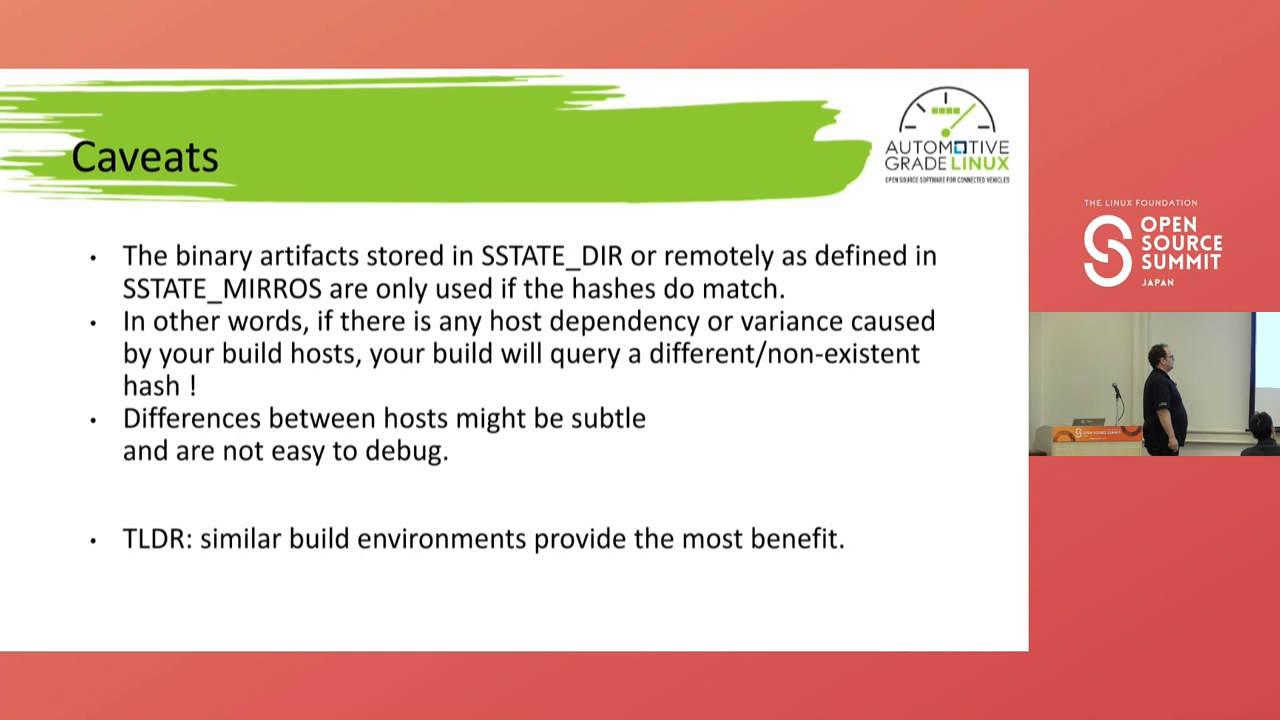 Caveats
AUTOMOTIVE
GRADE LINUX
OPEN SOURCE SOFTWARE FOR CONNECTED VEHICLES
• The binary artifacts stored in SSTATE_DIR or remotely as defined in
SSTATE_MIRROS are only used if the hashes do match.
• In other words, if there is any host dependency or variance caused
by your build hosts, your build will query a different/non-existent
hash !
• Differences between hosts might be subtle
and are not easy to debug.
• TLDR: similar build environments provide the most benefit.
THE LINUX FOUNDATION
OPEN
SOURCE
SUMMIT
JAPAN
OPEN SOURCE SUMMIT